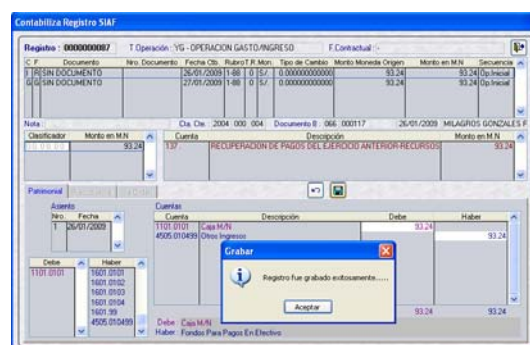 Contabiliza Registro SIAF
Registro : 0000000087 T.Operación : YG - OPERACION GASTO/INGRESO F.Contractual : -
C F Documento Nro. Documento Fecha Ctb. Rubro T.R. Mon. Tipo de Cambio Monto Moneda Origen Monto en M.N Secuencia
I R SIN DOCUMENTO 26/01/2009 1-88 0 S/. 0.000000000000 93.24 93.24 Op.Inicial
G G SIN DOCUMENTO 27/01/2009 1-88 0 S/. 0.000000000000 93.24 93.24 Op.Inicial
Nota : Cta. Cte. : 2004 000 004 Documento B : 066 000117 26/01/2009 MILAGROS GONZALES F
Clasificador Monto en M.N
93.24
Cuenta Descripción Monto en M.N
137. RECUPERACION DE PAGOS DEL EJERCICIO ANTERIOR-RECURSOS 93.24
Patrimonial
Asiento
Nro. Fecha
1 26/01/2009
Debe Haber
1101.0101 1601.0101
1601.0102
1601.0103
1601.0104
1601.99
4505.010499
Cuentas
Cuenta Descripción Debe Haber
1101.0101 Caja M/N 93.24
4505.010499 Otros Ingresos 93.24
93.24 93.24
Debe : Caja M/N
Haber : Fondos Para Pagos En Efectivo
Grabar
Registro fue grabado exitosamente......
Aceptar